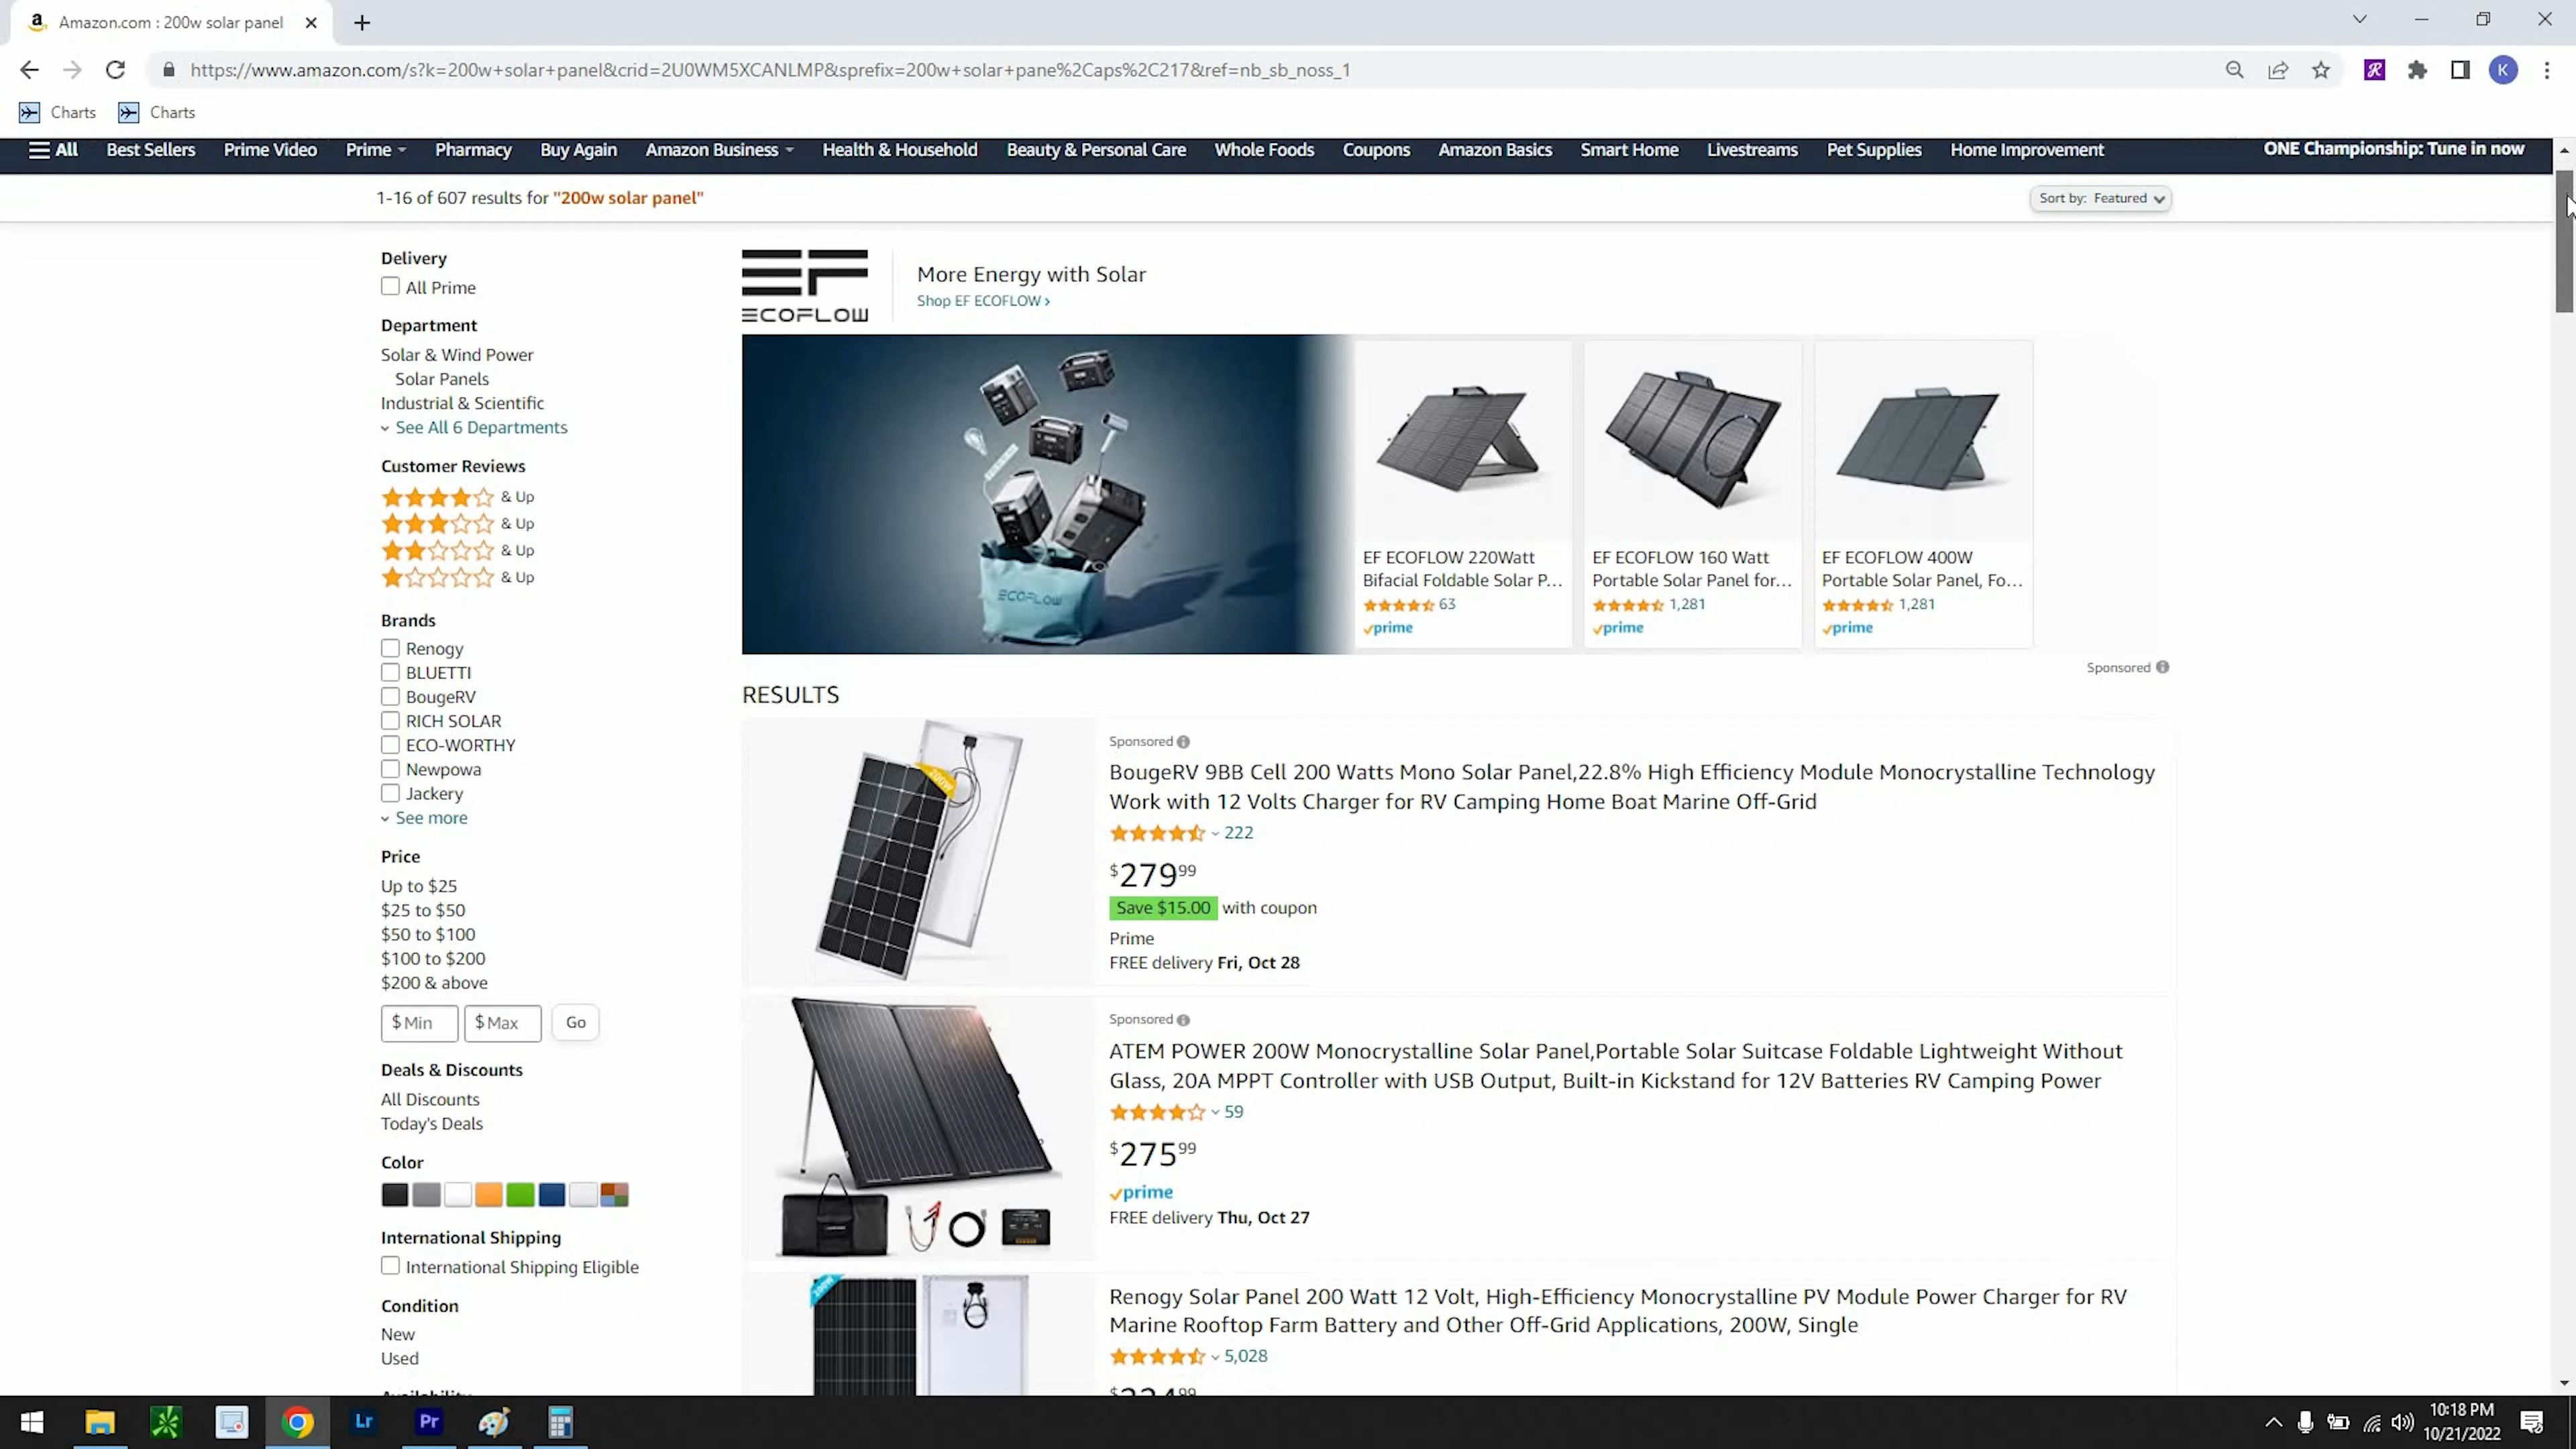 Amazon.com : 200w solar panel
https://www.amazon.com/s?k=200w+solar+panel&crid=2U0WM5XCANLMP&sprefix=200w+solar+pane%2Caps%2C217&ref=nb_sb_noss_1
K
Charts Charts
All Best Sellers Prime Video Prime Pharmacy Buy Again Amazon Business Health & Household Beauty & Personal Care Whole Foods Coupons Amazon Basics Smart Home Livestreams Pet Supplies Home Improvement ONE Championship: Tune in now
1-16 of 607 results for "200w solar panel"
Sort by: Featured
Delivery
All Prime
Department
Solar & Wind Power
Solar Panels
Industrial & Scientific
See All 6 Departments
Customer Reviews
& Up
& Up
& Up
& Up
Brands
Renogy
BLUETTI
BougeRV
RICH SOLAR
ECO-WORTHY
Newpowa
Jackery
See more
Price
Up to $25
$25 to $50
$50 to $100
$100 to $200
$200 & above
$ Min $ Max Go
Deals & Discounts
All Discounts
Today's Deals
Color
International Shipping
International Shipping Eligible
Condition
New
Used
EF
ECOFLOW
More Energy with Solar
Shop EF ECOFLOW ›
ECOFLOW
EF ECOFLOW 220Watt
Bifacial Foldable Solar P...
63
prime
EF ECOFLOW 160 Watt
Portable Solar Panel for...
1,281
prime
EF ECOFLOW 400W
Portable Solar Panel, Fo...
1,281
prime
Sponsored
RESULTS
200W
Sponsored
BougeRV 9BB Cell 200 Watts Mono Solar Panel,22.8% High Efficiency Module Monocrystalline Technology
Work with 12 Volts Charger for RV Camping Home Boat Marine Off-Grid
222
$279 99
Save $15.00 with coupon
Prime
FREE delivery Fri, Oct 28
Sponsored
ATEM POWER 200W Monocrystalline Solar Panel,Portable Solar Suitcase Foldable Lightweight Without
Glass, 20A MPPT Controller with USB Output, Built-in Kickstand for 12V Batteries RV Camping Power
59
$275 99
prime
FREE delivery Thu, Oct 27
200W
Renogy Solar Panel 200 Watt 12 Volt, High-Efficiency Monocrystalline PV Module Power Charger for RV
Marine Rooftop Farm Battery and Other Off-Grid Applications, 200W, Single
5,028
Lr
Pr
10:18 PM
10/21/2022